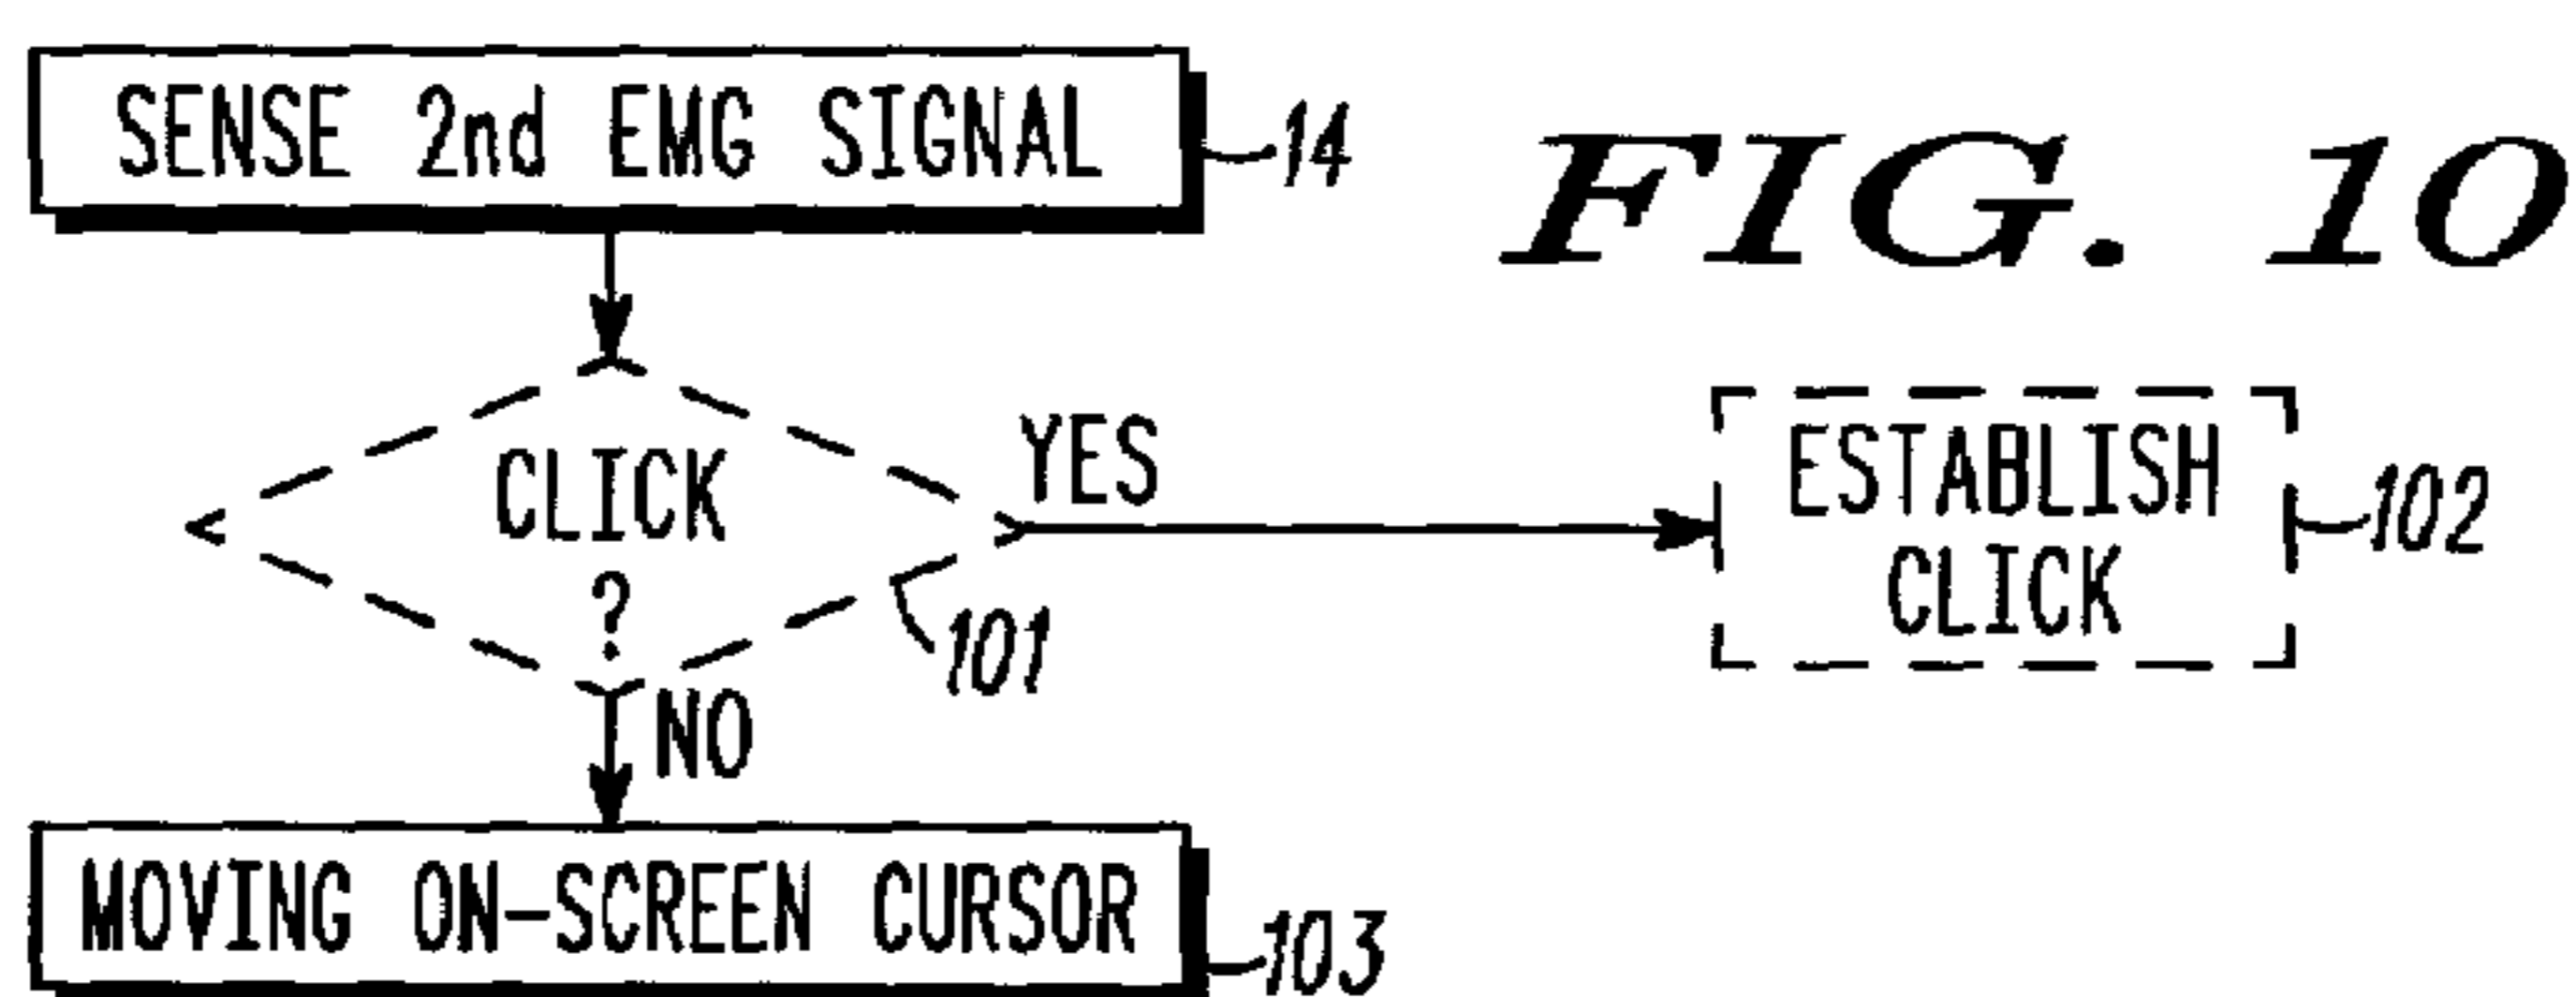 SENSE 2nd EMG SIGNAL
14
FIG. 10
CLICK
?
YES
101
ESTABLISH
CLICK
102
NO
MOVING ON-SCREEN CURSOR
103